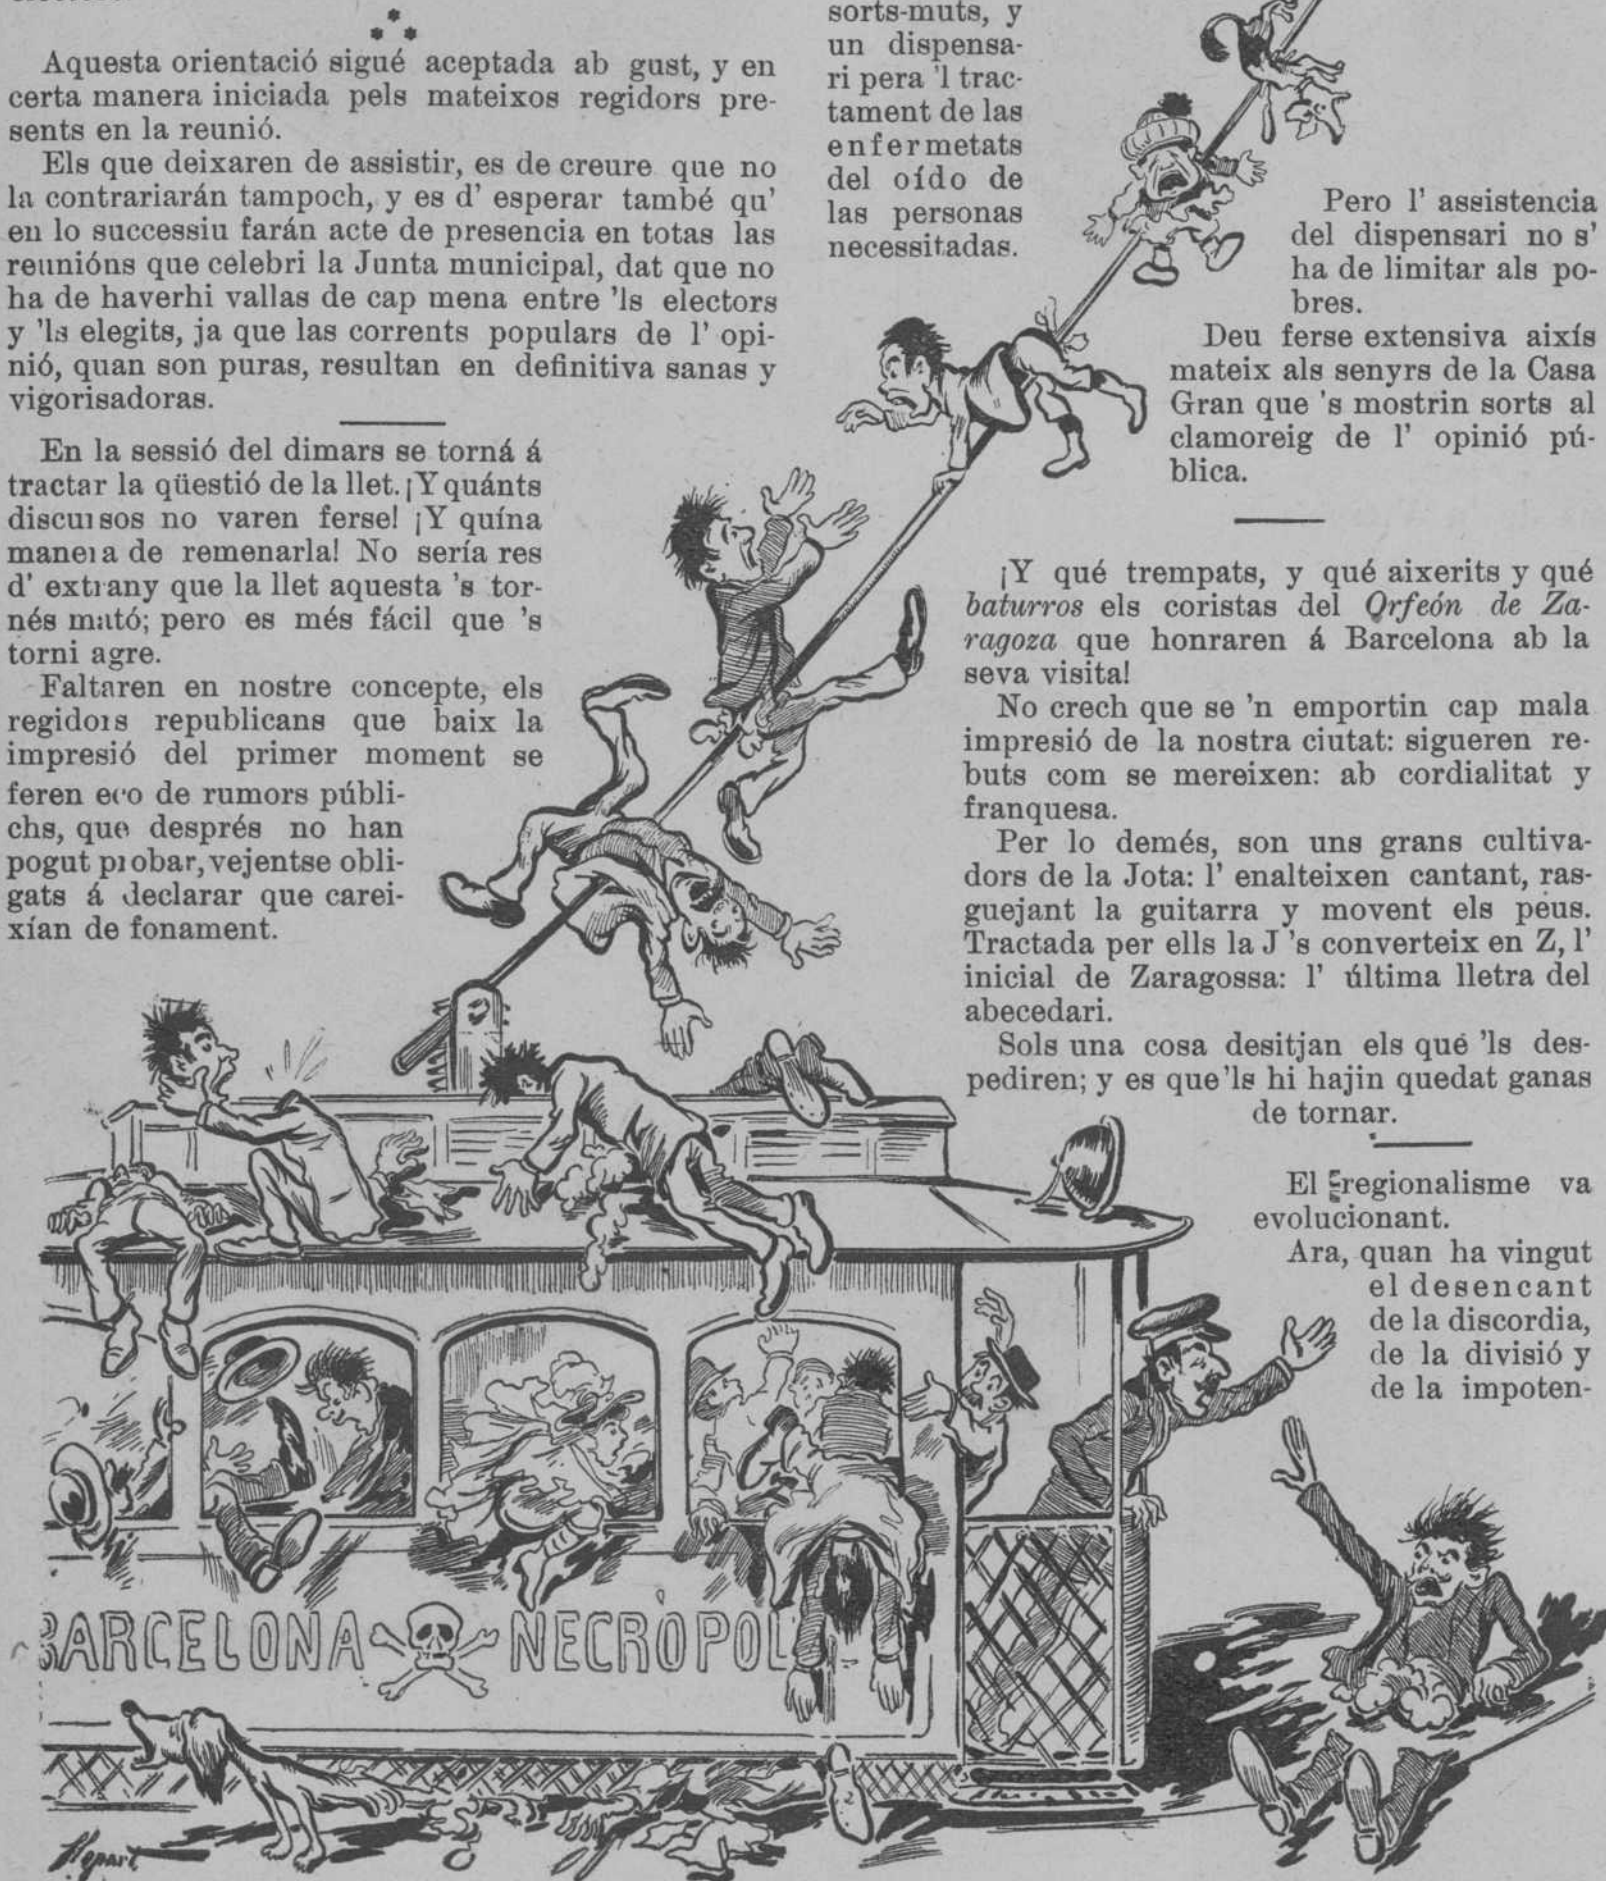 Aquesta orientació sigué aceptada ab gust, y en
certa manera iniciada pels mateixos regidors pre-
sents en la reunió.
Els que deixaren de assistir, es de creure que no
la contrariarán tampoch, y es d' esperar també qu'
en lo successiu farán acte de presencia en totas las
reunións que celebri la Junta municipal, dat que no
ha de haverhi vallas de cap mena entre 'ls electors
y 'ls elegits, ja que las corrents populars de l' opi-
nió, quan son puras, resultan en definitiva sanas y
vigorisadoras.
En la sessió del dimars se torná á
tractar la qüestió de la llet. ¡Y quánts
discursos no varen ferse! ¡Y quína
manera de remenarla! No sería res
d' extrany que la llet aquesta 's tor-
nés mató; pero es més fácil que 's
torni agre.
Faltaren en nostre concepte, els
regidors republicans que baix la
impresió del primer moment se
feren eco de rumors públi-
chs, que després no han
pogut probar, vejentse obli-
gats á declarar que carei-
xían de fonament.
sorts-muts, y
un dispensa-
ri pera 'l trac-
tament de las
enfermetats
del oído de
las personas
necessitadas.
Pero l' assistencia
del dispensari no s'
ha de limitar als po-
bres.
Deu ferse extensiva aixís
mateix als senyrs de la Casa
Gran que 's mostrin sorts al
clamoreig de l' opinió pú-
blica.
¡Y qué trempats, y qué aixerits y qué
baturros els coristas del Orfeón de Za-
ragoza que honraren á Barcelona ab la
seva visita!
No crech que se 'n emportin cap mala
impresió de la nostra ciutat: sigueren re-
buts com se mereixen: ab cordialitat y
franquesa.
Per lo demés, son uns grans cultiva-
dors de la Jota: l' enalteixen cantant, ras-
guejant la guitarra y movent els peus.
Tractada per ells la J 's converteix en Z, l'
inicial de Zaragossa: l' última lletra del
abecedari.
Sols una cosa desitjan els qué 'ls des-
pediren; y es que 'ls hi hajin quedat ganas
de tornar.
El regionalisme va
evolucionant.
Ara, quan ha vingut
el desencant
de la discordia,
de la divisió y
de la impoten-
BARCELONA NECRÒPOL